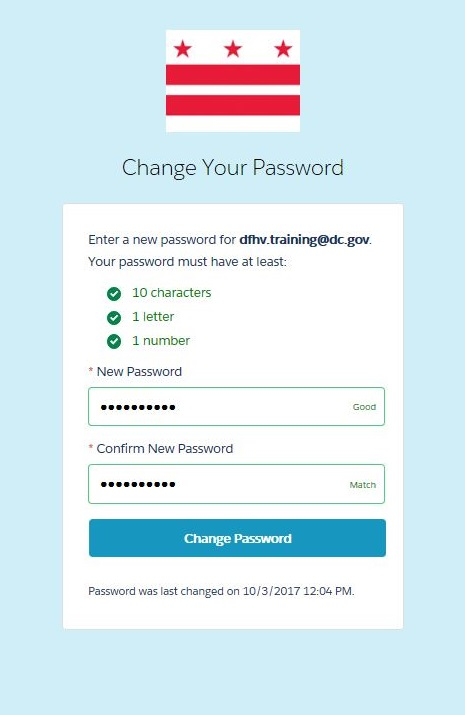 Change Your Password
Enter a new password for dfhv.training@dc.gov.
Your password must have at least:
10 characters
1 letter
1 number
* New Password
●●●●●●●●●● Good
* Confirm New Password
●●●●●●●●●● Match
Change Password
Password was last changed on 10/3/2017 12:04 PM.